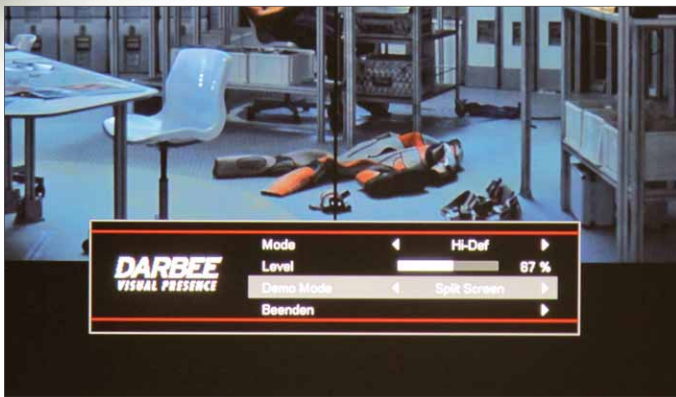 DARBEE
VISUAL PRESENCE
Mode Hi-Def
Level 67 %
Demo Mode Split Screen
Beenden